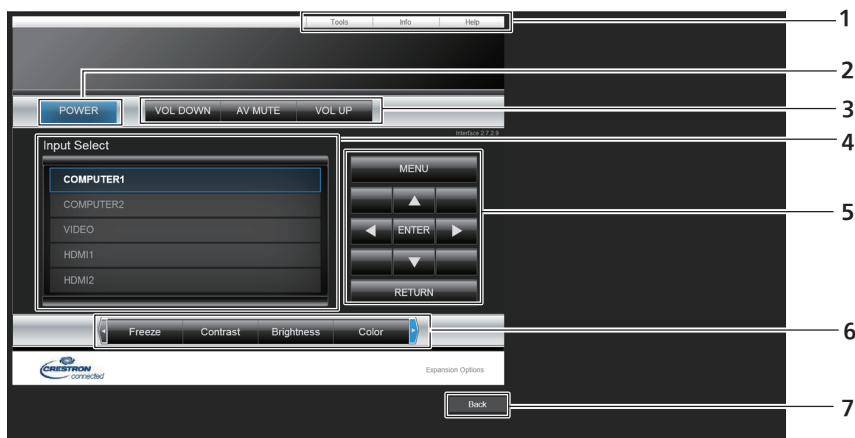 Tools Info Help 1
2
POWER VOL DOWN AV MUTE VOL UP 3
Interface 2.7.2.9
4
Input Select
MENU
COMPUTER1
COMPUTER2
5
VIDEO
ENTER
HDMI1
HDMI2
RETURN
Freeze Contrast Brightness Color 6
CRESTRON
connected
Expansion Options
Back 7